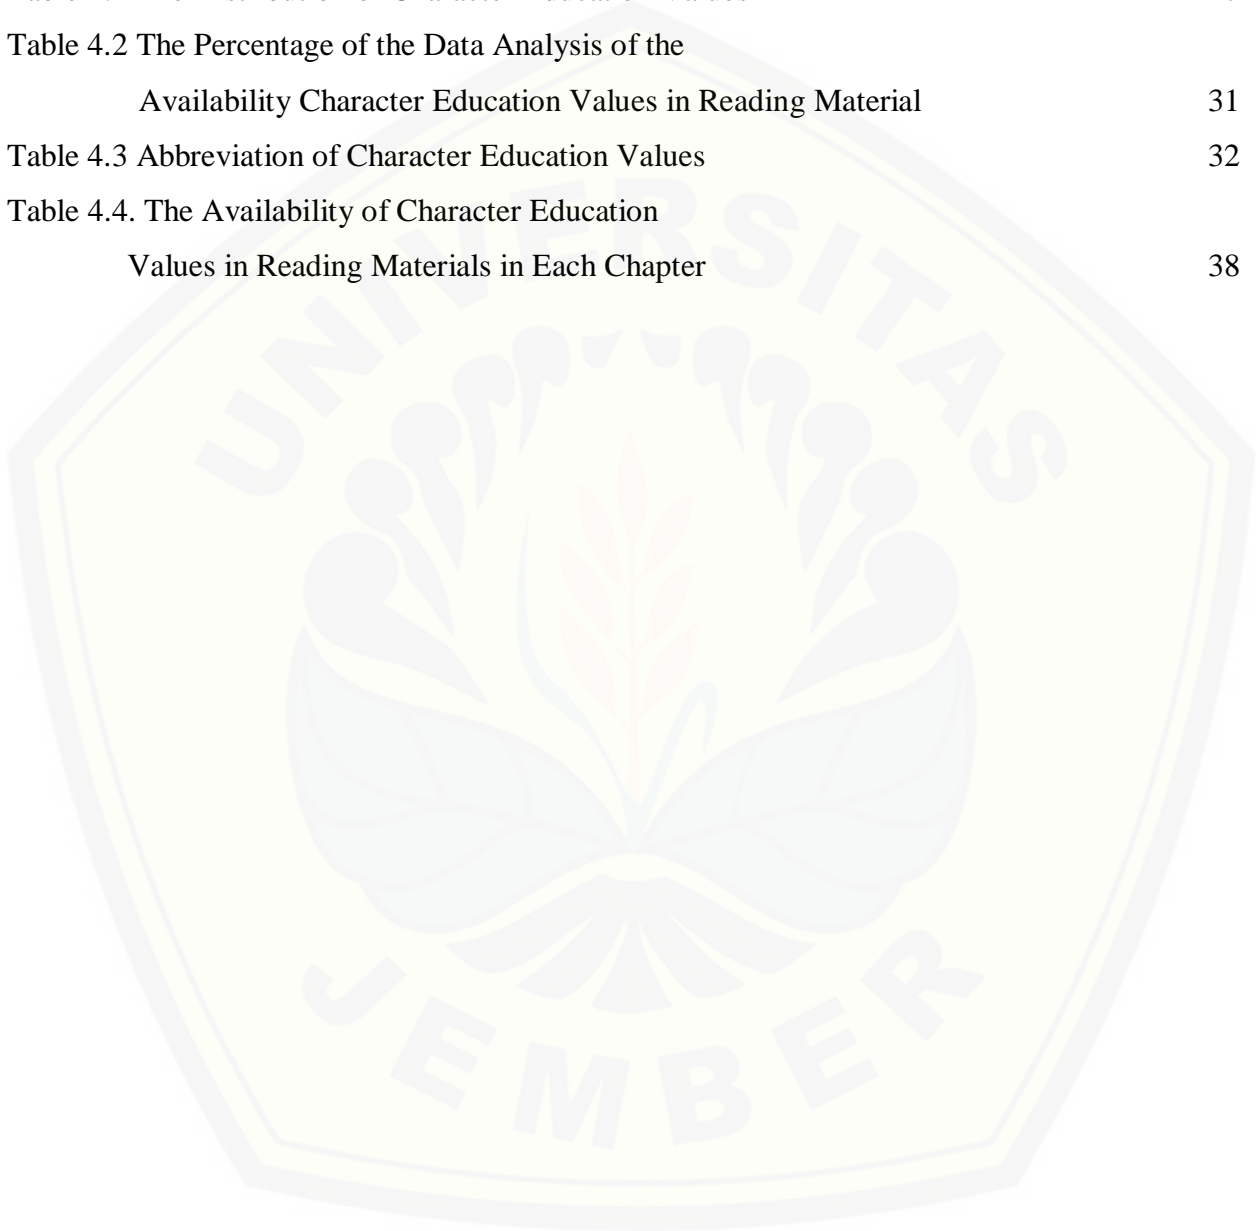 Table 4.2 The Percentage of the Data Analysis of the
Availability Character Education Values in Reading Material 31
Table 4.3 Abbreviation of Character Education Values 32
Table 4.4. The Availability of Character Education
Values in Reading Materials in Each Chapter 38
UNIVERSITAS
JEMBER